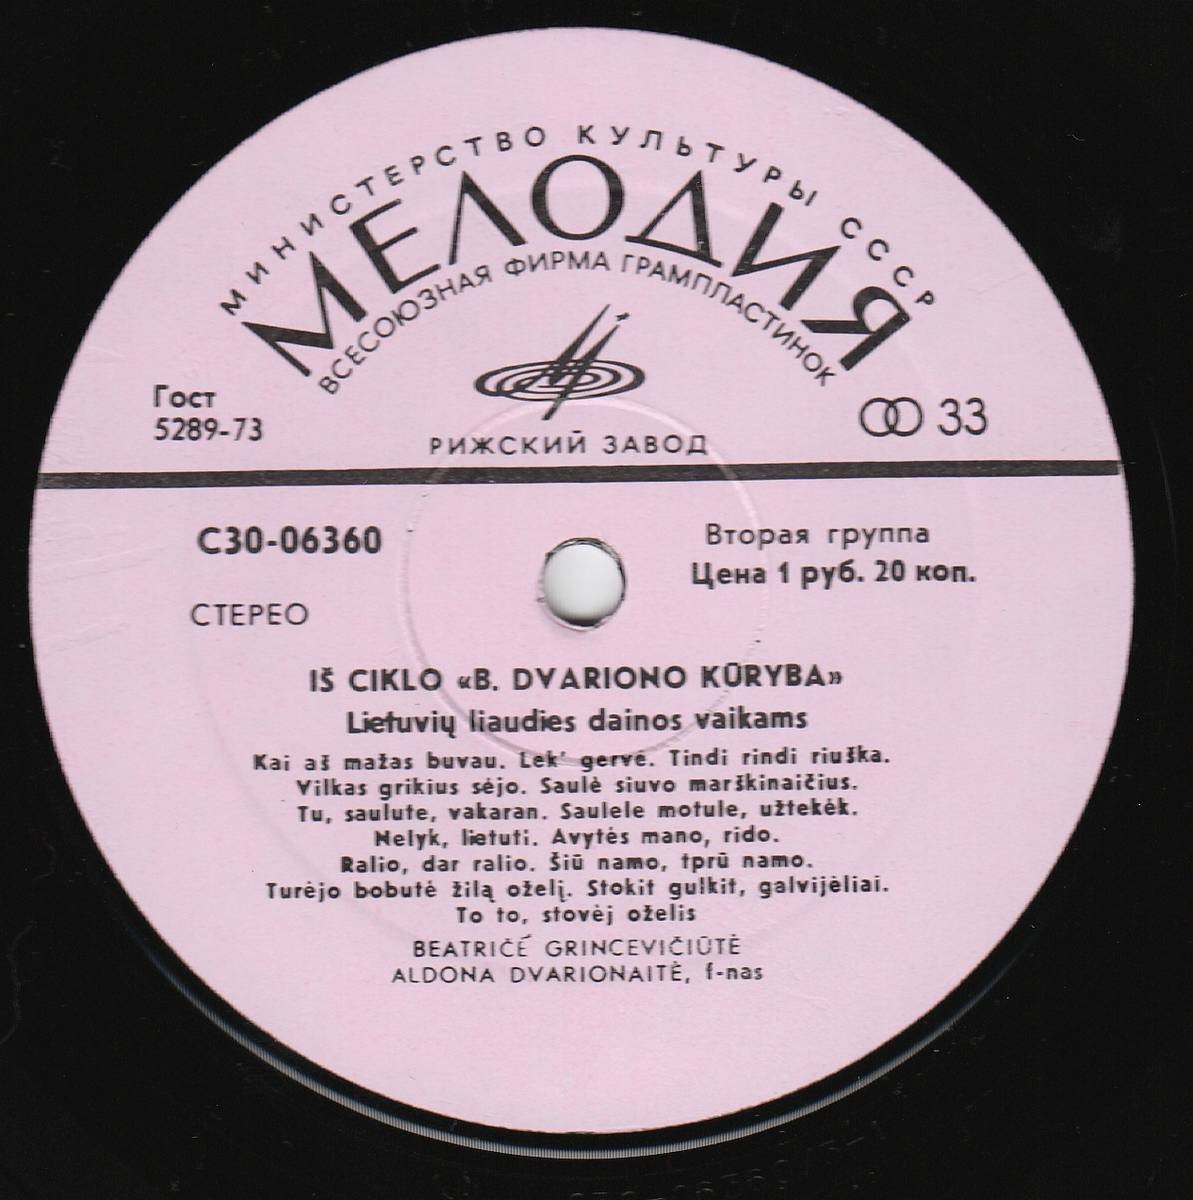 МИНИСТЕРСТВО КУЛЬТУРЫ СССР
МЕЛОДИЯ
ВСЕСОЮЗНАЯ ФИРМА ГРАМПЛАСТИНОК
Гост
5289-73
33
РИЖСКИЙ ЗАВОД
С30-06360
Вторая группа
Цена 1 руб. 20 коп.
СТЕРЕО
IŠ CIKLO «B. DVARIONO KŪRYBA»
Lietuvių liaudies dainos vaikams
Kai aš mažas buvau. Lek' gervė. Tindi rindi riuška.
Vilkas grikius sėjo. Saulė siuvo marškinaičius.
Tu, saulute, vakaran. Saulele motule, užtekėk.
Nelyk, lietuti. Avytės mano, rido.
Ralio, dar ralio. Šiū namo, tprū namo.
Turėjo bobutė žilą oželį. Stokit gulkit, galvijėliai.
To to, stovėj oželis
BEATRIČĖ GRINCEVIČIŪTĖ
ALDONA DVARIONAITĖ, f-nas